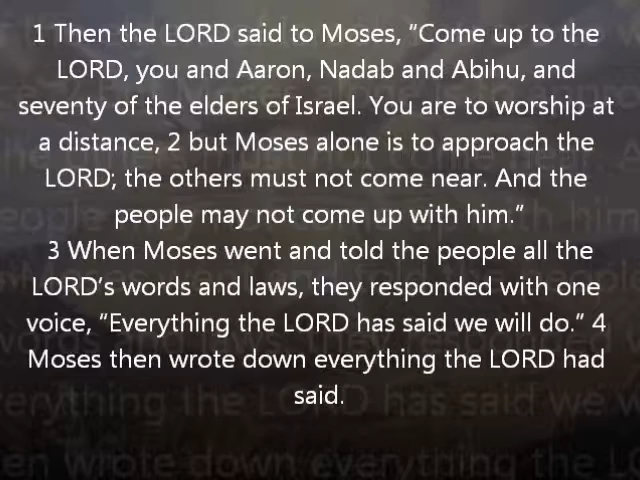 1 Then the LORD said to Moses, “Come up to the
LORD, you and Aaron, Nadab and Abihu, and
seventy of the elders of Israel. You are to worship at
a distance, 2 but Moses alone is to approach the
LORD; the others must not come near. And the
people may not come up with him.”
3 When Moses went and told the people all the
LORD’s words and laws, they responded with one
voice, “Everything the LORD has said we will do.” 4
Moses then wrote down everything the LORD had
said.